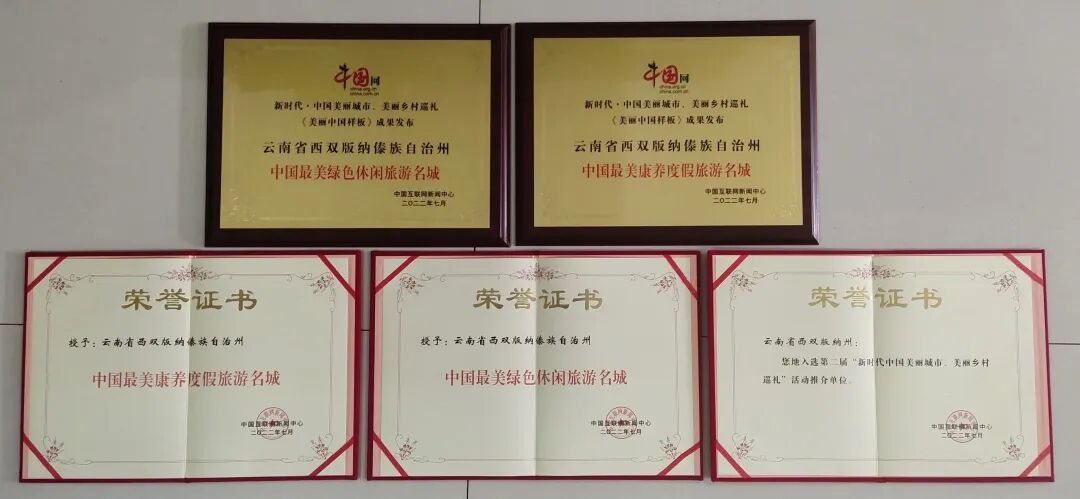 中国网
china.org.cn
china.com.cn
新时代·中国美丽城市、美丽乡村巡礼
《美丽中国样板》成果发布
云南省西双版纳傣族自治州
中国最美绿色休闲旅游名城
中国互联网新闻中心
二〇二二年七月
中国网
china.org.cn
china.com.cn
新时代·中国美丽城市、美丽乡村巡礼
《美丽中国样板》成果发布
云南省西双版纳傣族自治州
中国最美康养度假旅游名城
中国互联网新闻中心
二〇二二年七月
荣誉证书
授予：云南省西双版纳傣族自治州
中国最美康养度假旅游名城
中国互联网新闻中心
二〇二二年七月
荣誉证书
授予：云南省西双版纳傣族自治州
中国最美绿色休闲旅游名城
中国互联网新闻中心
二〇二二年七月
荣誉证书
云南省西双版纳州：
您地入选第二届“新时代中国美丽城市、美丽乡村
巡礼”活动推介单位。
中国互联网新闻中心
二〇二二年七月